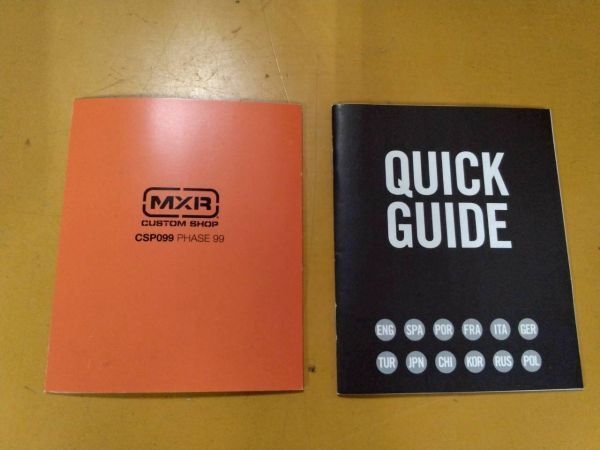 MXR
CUSTOM SHOP
CSP099 PHASE 99
QUICK
GUIDE
ENG SPA POR FRA ITA GER
TUR JPN CHI KOR RUS POL